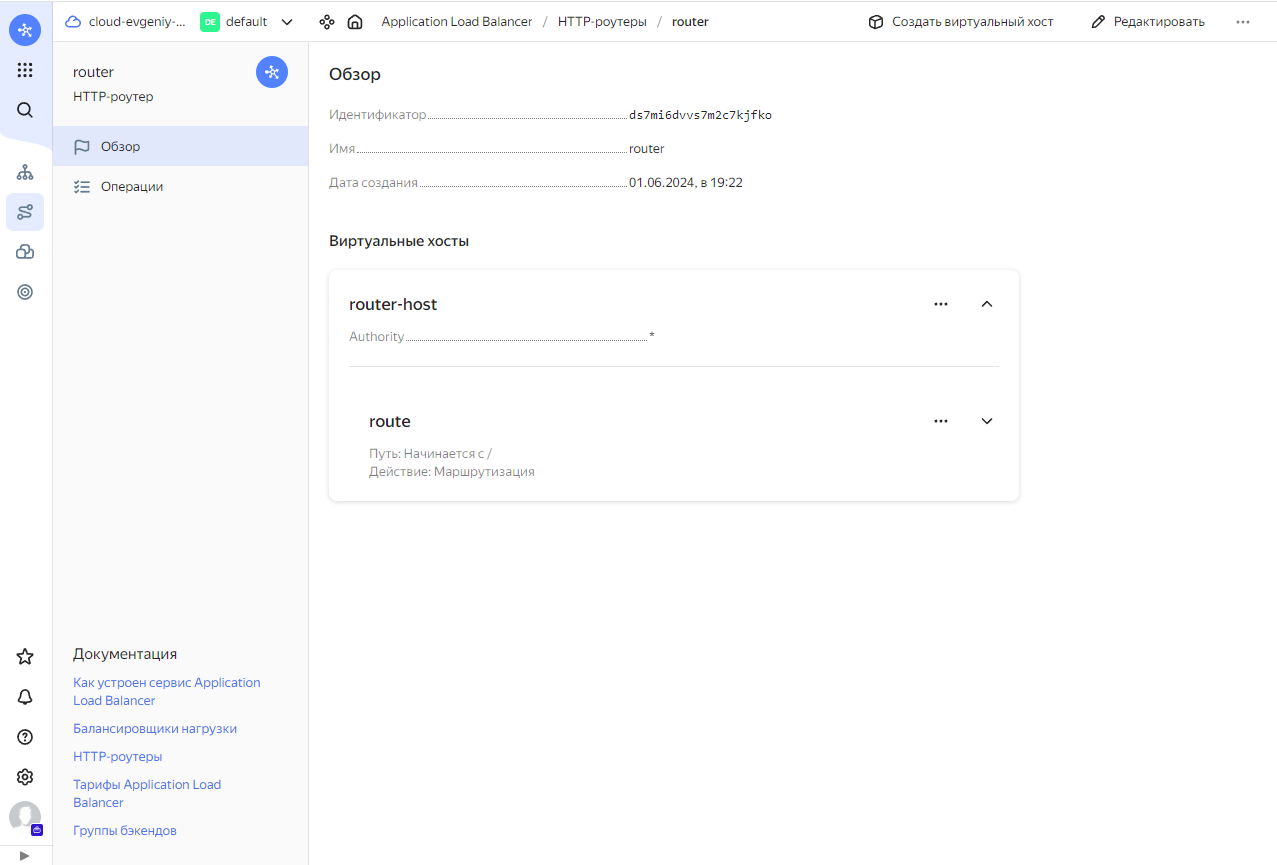 cloud-evgeniy-... DE default Application Load Balancer / HTTP-роутеры / router Создать виртуальный хост Редактировать
router
HTTP-роутер
Обзор
Операции
Документация
Как устроен сервис Application
Load Balancer
Балансировщики нагрузки
HTTP-роутеры
Тарифы Application Load
Balancer
Группы бэкендов
Обзор
Идентификатор ds7mi6dvvs7m2c7kjfko
Имя router
Дата создания 01.06.2024, в 19:22
Виртуальные хосты
router-host
Authority *
route
Путь: Начинается с /
Действие: Маршрутизация